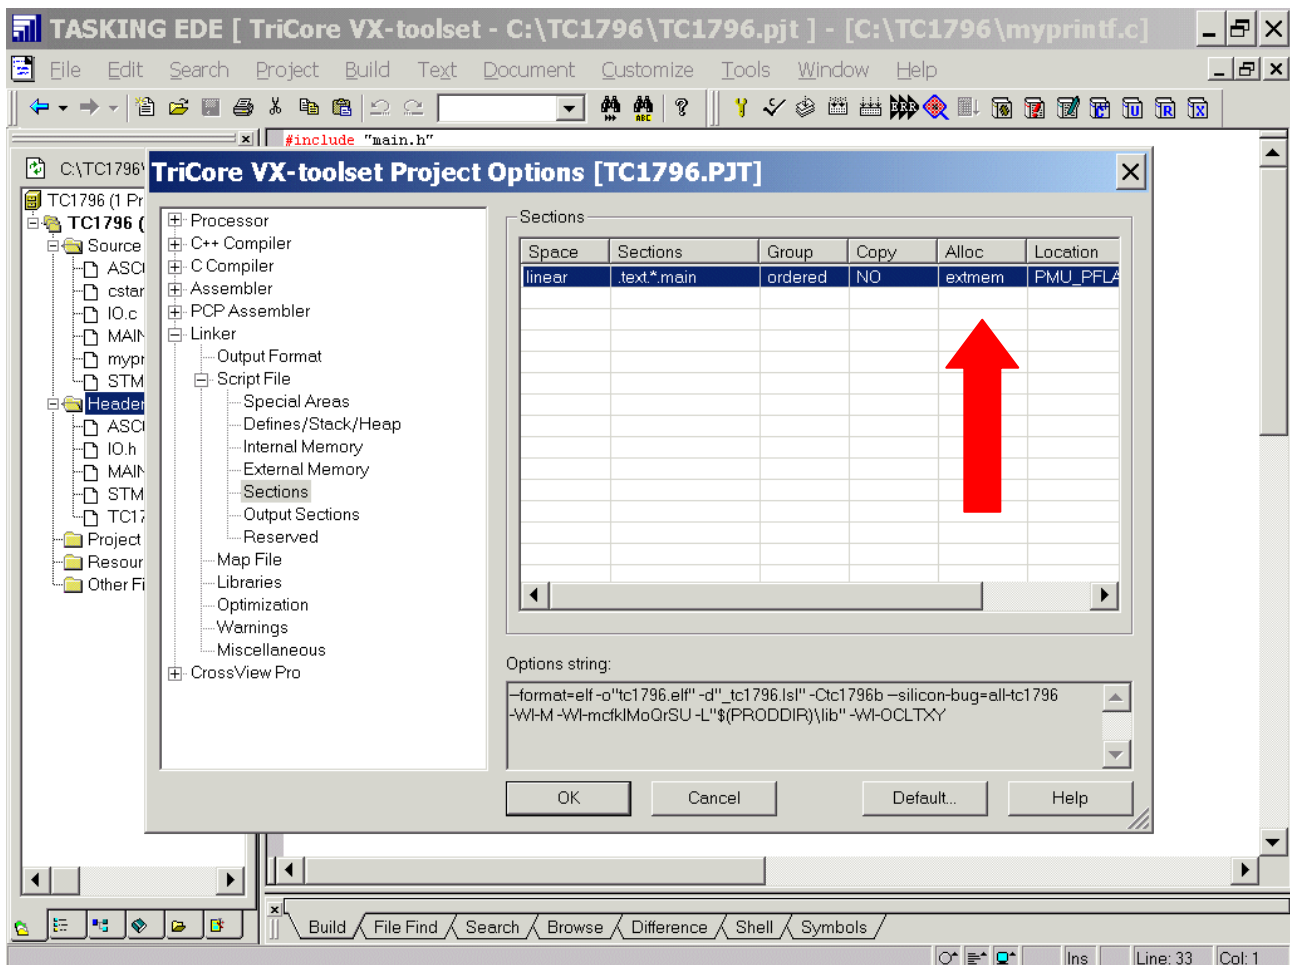 TASKING EDE [ TriCore VX-toolset - C:\TC1796\TC1796.pjt ] - [C:\TC1796\myprintf.c]
File Edit Search Project Build Text Document Customize Tools Window Help
#include "main.h"
C:\TC1796\
TriCore VX-toolset Project Options [TC1796.PJT]
TC1796 (1 Pr
TC1796 (
Source
ASCI
cstar
IO.c
MAIN
mypr
STM
Header
ASCI
IO.h
MAIN
STM
TC17
Project
Resour
Other Fi
Processor
C++ Compiler
C Compiler
Assembler
PCP Assembler
Linker
Output Format
Script File
Special Areas
Defines/Stack/Heap
Internal Memory
External Memory
Sections
Output Sections
Reserved
Map File
Libraries
Optimization
Warnings
Miscellaneous
CrossView Pro
Sections
Space Sections Group Copy Alloc Location
linear .text.*.main ordered NO extmem PMU_PFLA
Options string:
--format=elf -o"tc1796.elf" -d"_tc1796.lsl" -Ctc1796b --silicon-bug=all-tc1796
-Wl-M -Wl-mcfklMoQrSU -L"$(PRODDIR)\lib" -Wl-OCLTXY
OK Cancel Default... Help
Build File Find Search Browse Difference Shell Symbols
Ins Line: 33 Col: 1